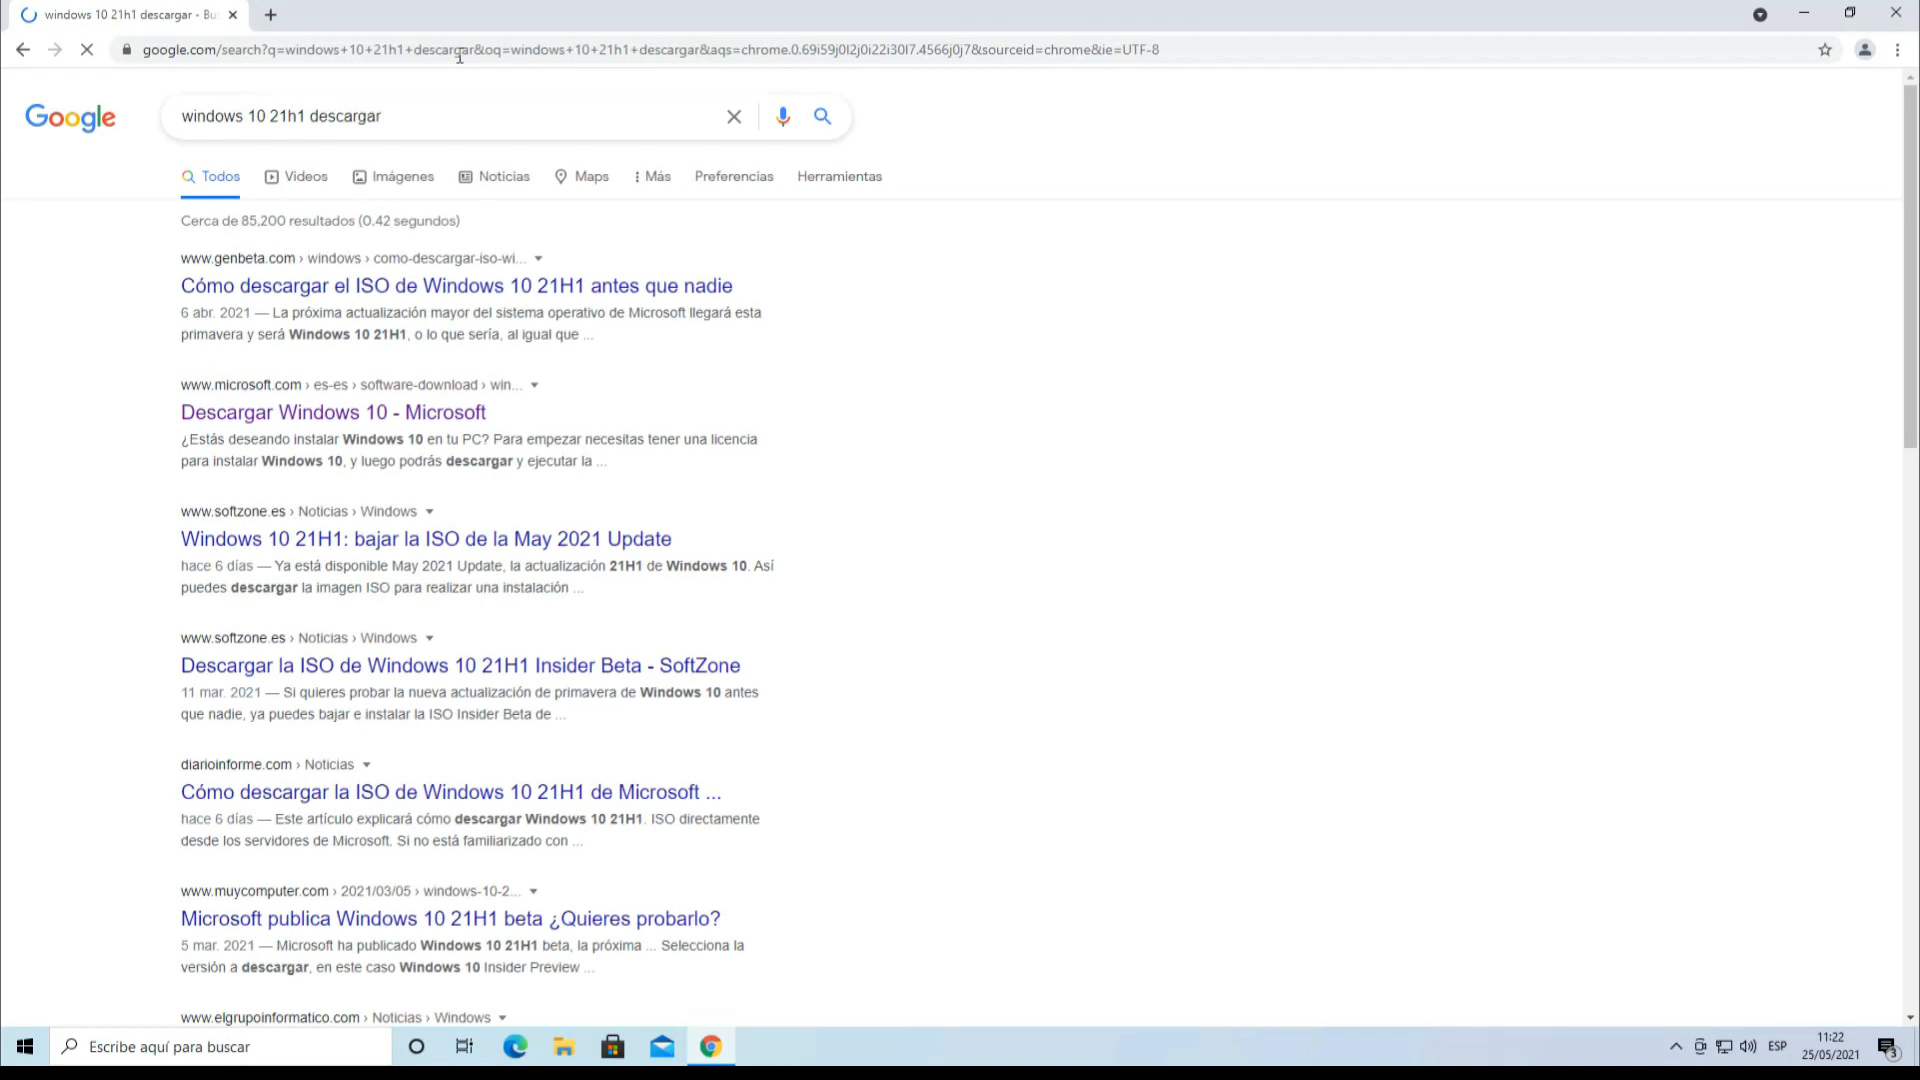 windows 10 21h1 descargar - Bu
google.com/search?q=windows+10+21h1+descargar&oq=windows+10+21h1+descargar&aqs=chrome.0.69i59j0l2j0i22i30l7.4566j0j7&sourceid=chrome&ie=UTF-8
Google
windows 10 21h1 descargar
Todos Videos Imágenes Noticias Maps Más Preferencias Herramientas
Cerca de 85,200 resultados (0.42 segundos)
www.genbeta.com › windows › como-descargar-iso-wi...
Cómo descargar el ISO de Windows 10 21H1 antes que nadie
6 abr. 2021 — La próxima actualización mayor del sistema operativo de Microsoft llegará esta
primavera y será Windows 10 21H1, o lo que sería, al igual que ...
www.microsoft.com › es-es › software-download › win...
Descargar Windows 10 - Microsoft
¿Estás deseando instalar Windows 10 en tu PC? Para empezar necesitas tener una licencia
para instalar Windows 10, y luego podrás descargar y ejecutar la ...
www.softzone.es › Noticias › Windows
Windows 10 21H1: bajar la ISO de la May 2021 Update
hace 6 días — Ya está disponible May 2021 Update, la actualización 21H1 de Windows 10. Así
puedes descargar la imagen ISO para realizar una instalación ...
www.softzone.es › Noticias › Windows
Descargar la ISO de Windows 10 21H1 Insider Beta - SoftZone
11 mar. 2021 — Si quieres probar la nueva actualización de primavera de Windows 10 antes
que nadie, ya puedes bajar e instalar la ISO Insider Beta de ...
diarioinforme.com › Noticias
Cómo descargar la ISO de Windows 10 21H1 de Microsoft ...
hace 6 días — Este artículo explicará cómo descargar Windows 10 21H1. ISO directamente
desde los servidores de Microsoft. Si no está familiarizado con ...
www.muycomputer.com › 2021/03/05 › windows-10-2...
Microsoft publica Windows 10 21H1 beta ¿Quieres probarlo?
5 mar. 2021 — Microsoft ha publicado Windows 10 21H1 beta, la próxima ... Selecciona la
versión a descargar, en este caso Windows 10 Insider Preview ...
www.elgrupoinformatico.com › Noticias › Windows
Escribe aquí para buscar
ESP
11:22
25/05/2021
3